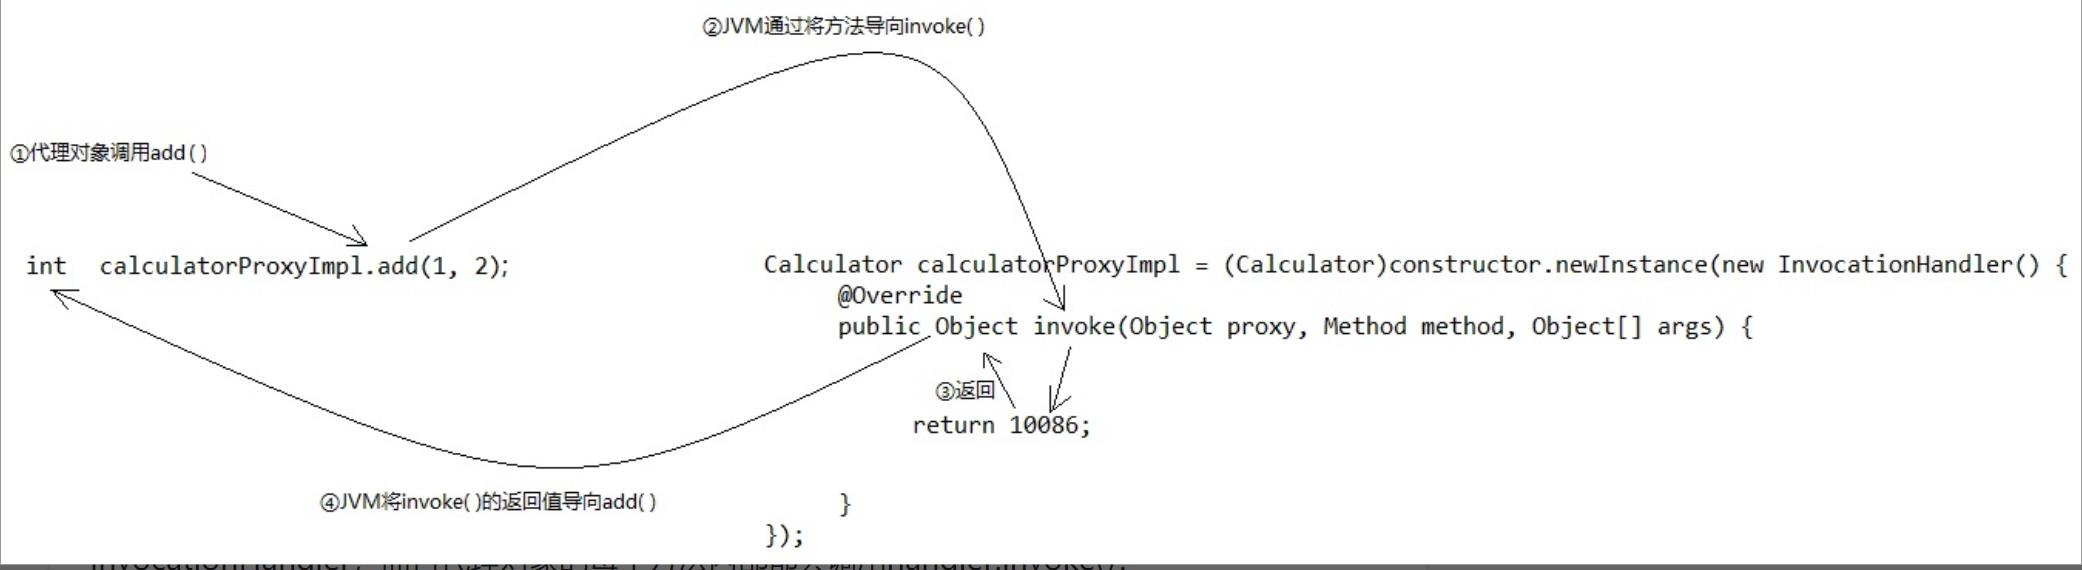 ②JVM通过将方法导向invoke( )
①代理对象调用add( )
int calculatorProxyImpl.add(1, 2);
Calculator calculatorProxyImpl = (Calculator)constructor.newInstance(new InvocationHandler() {
@Override
public Object invoke(Object proxy, Method method, Object[] args) {
③返回
return 10086;
④JVM将invoke( )的返回值导向add( )
}
});